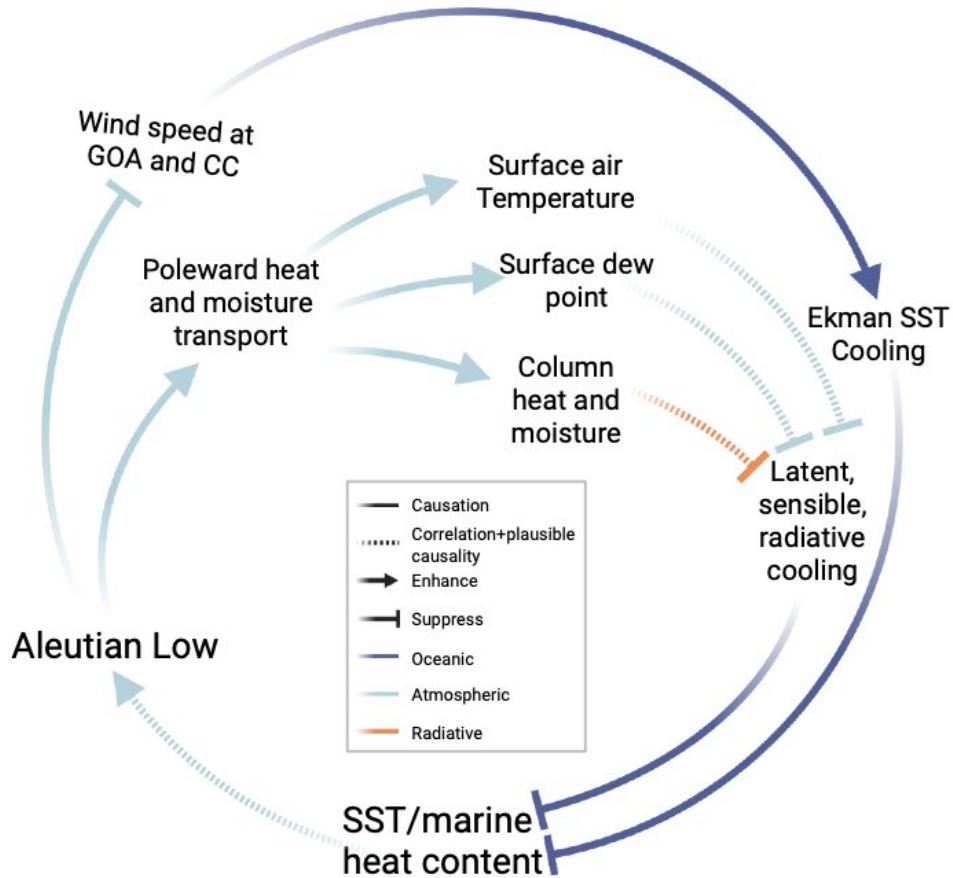 Wind speed at
GOA and CC
Surface air
Temperature
Poleward heat
and moisture
transport
Surface dew
point
Ekman SST
Cooling
Column
heat and
moisture
Latent,
sensible,
radiative
cooling
Causation
Correlation+plausible
causality
Enhance
Suppress
Oceanic
Atmospheric
Radiative
Aleutian Low
SST/marine
heat content